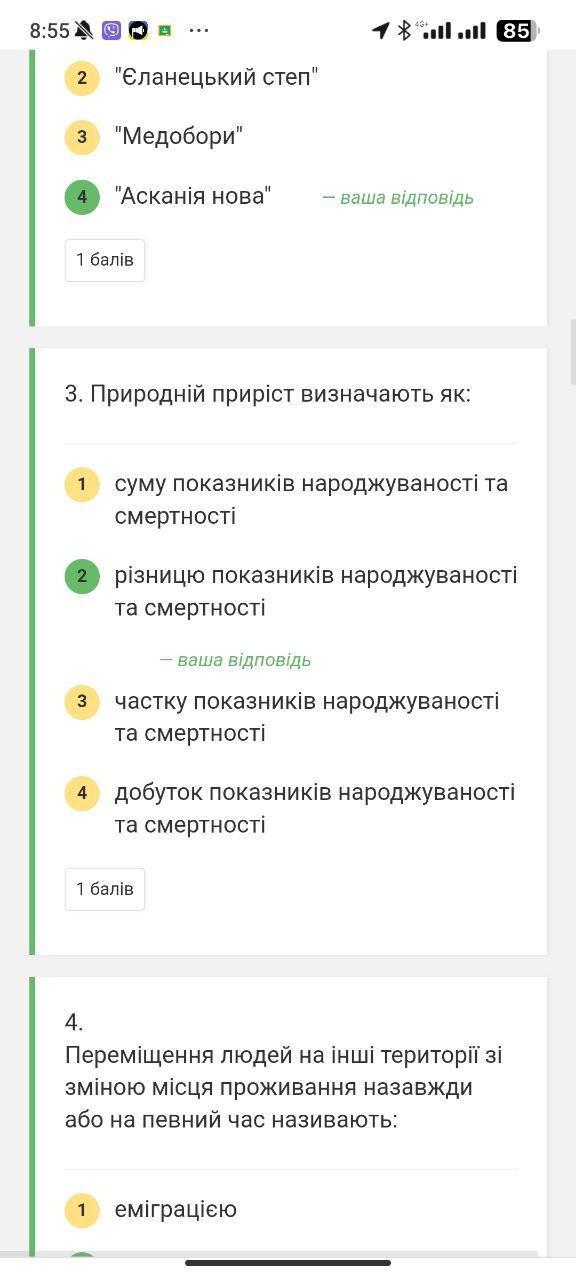 8:55 ... 4G+ 85
2 "Єланецький степ"
3 "Медобори"
4 "Асканія нова" — ваша відповідь
1 балів
3. Природній приріст визначають як:
1 суму показників народжуваності та
смертності
2 різницю показників народжуваності
та смертності
— ваша відповідь
3 частку показників народжуваності
та смертності
4 добуток показників народжуваності
та смертності
1 балів
4.
Переміщення людей на інші території зі
зміною місця проживання назавжди
або на певний час називають:
1 еміграцією